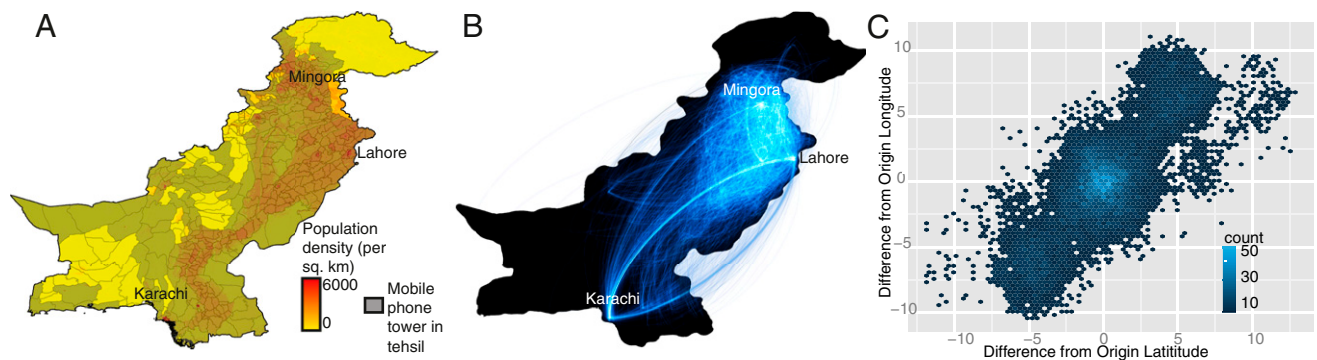 A
Mingora
Lahore
Karachi
Population
density (per
sq. km)
6000
0
Mobile
phone
tower in
tehsil
B
Mingora
Lahore
Karachi
C
Difference from Origin Longitude
10
5
0
−5
−10
count
50
30
10
−10
−5
0
5
10
Difference from Origin Latititude